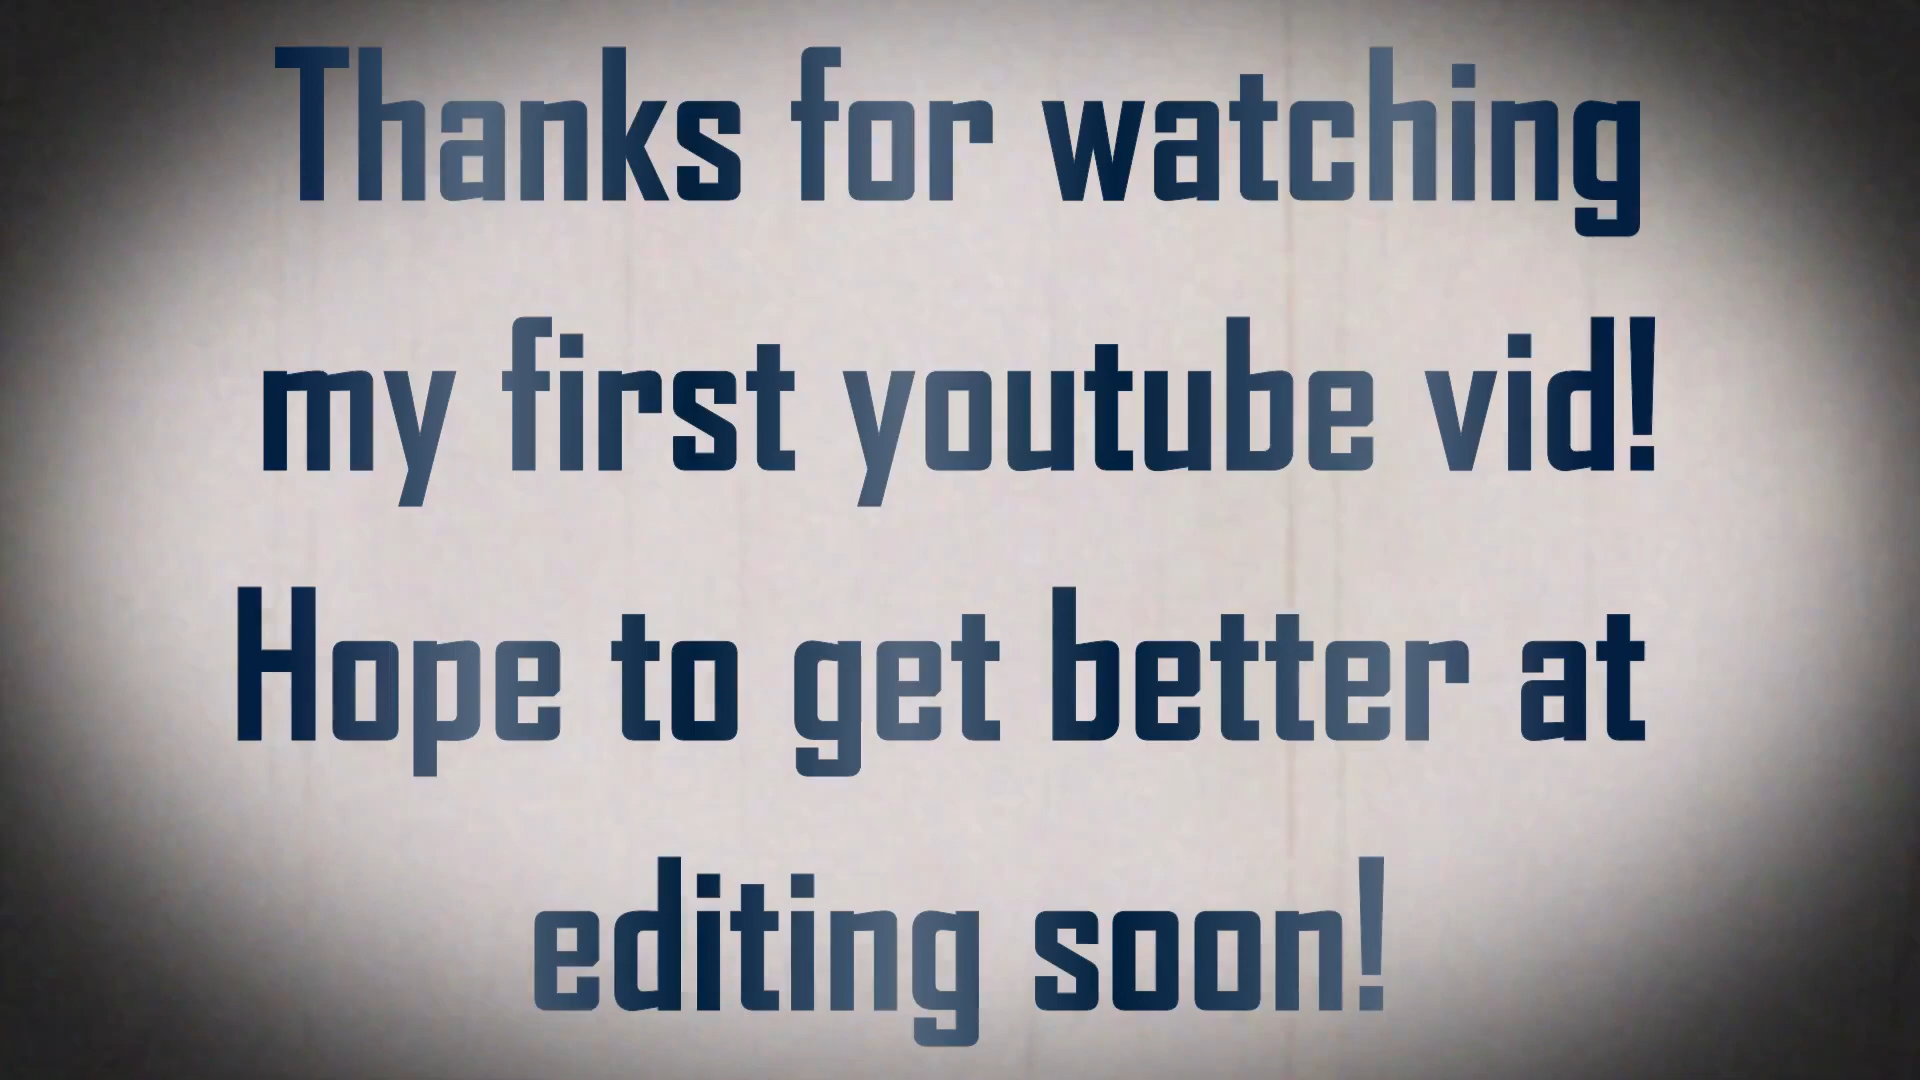 Thanks for watching
my first youtube vid!
Hope to get better at
editing soon!